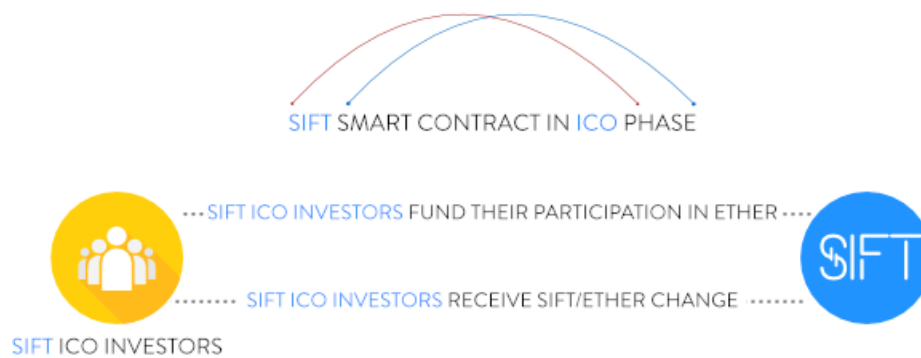 SIFT SMART CONTRACT IN ICO PHASE
SIFT ICO INVESTORS FUND THEIR PARTICIPATION IN ETHER
SIFT
SIFT ICO INVESTORS RECEIVE SIFT/ETHER CHANGE
SIFT ICO INVESTORS